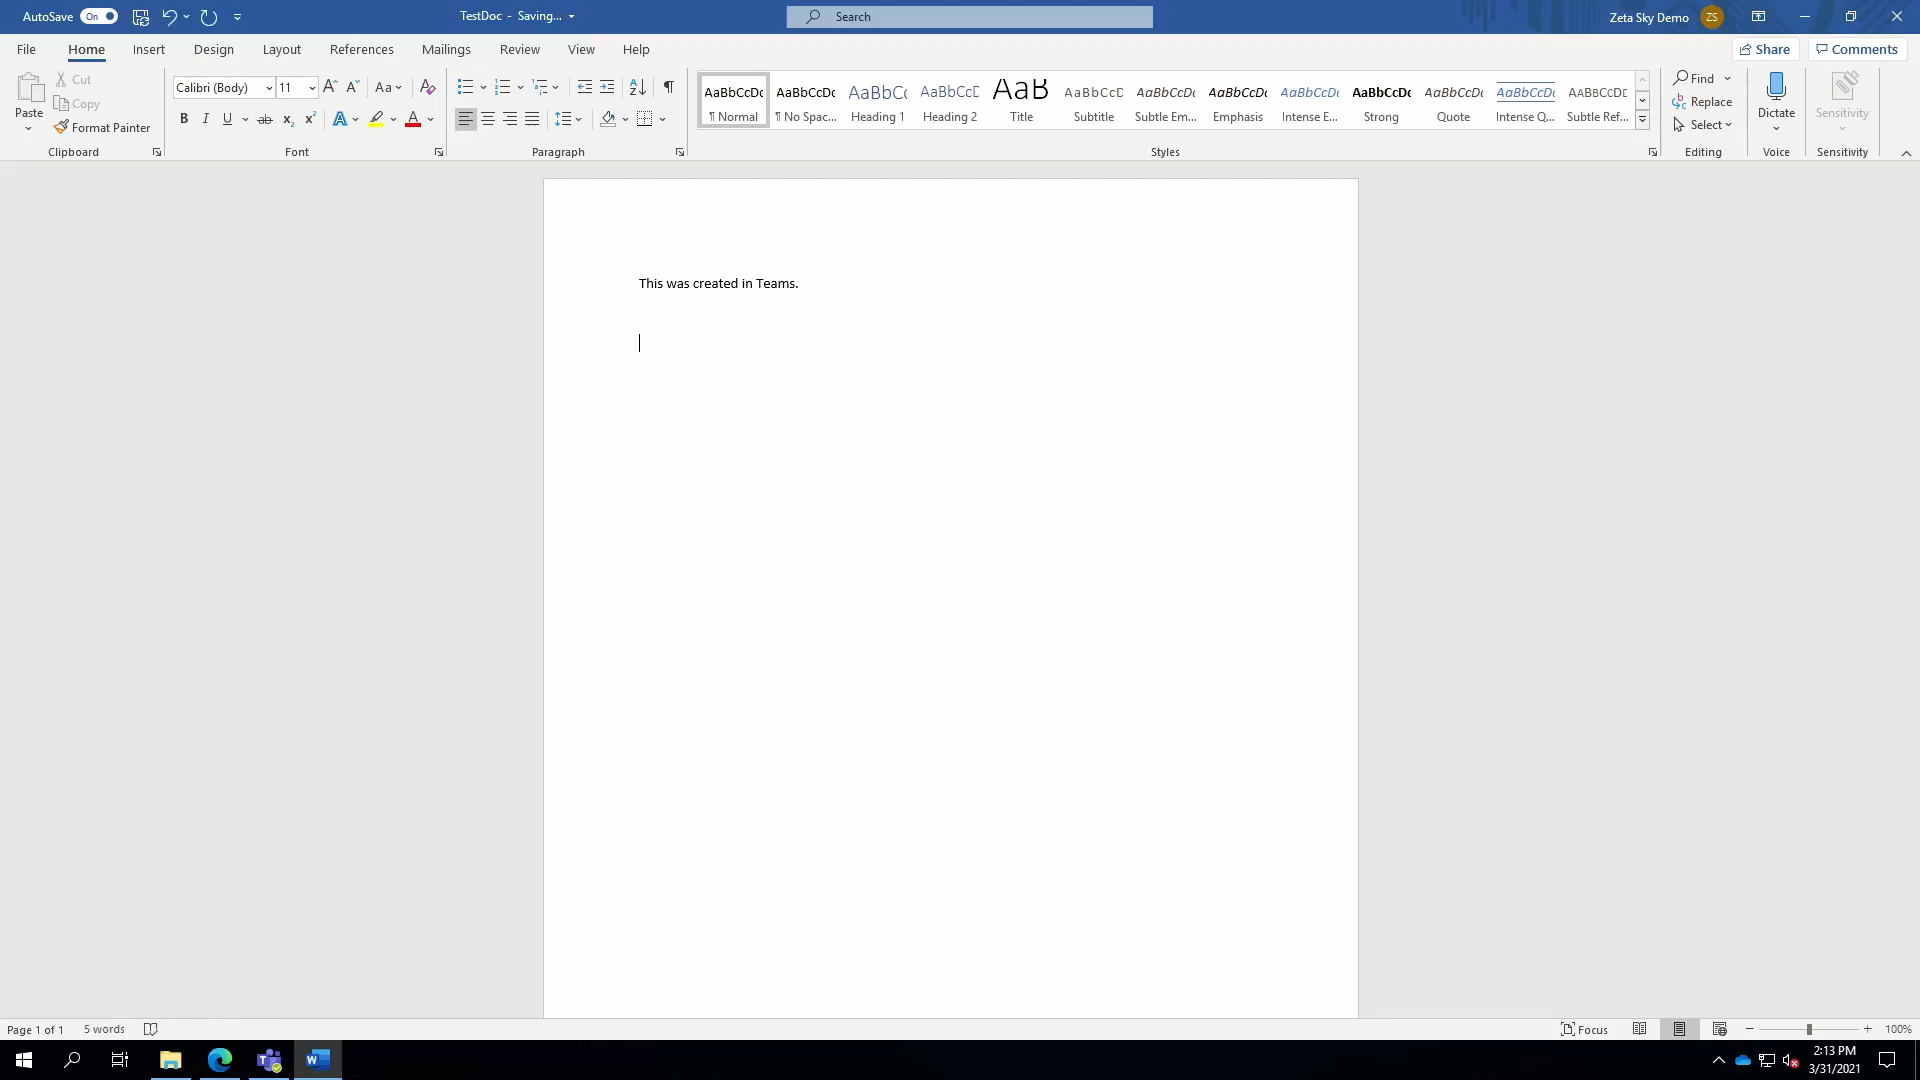 AutoSave On TestDoc - Saving... Search Zeta Sky Demo ZS
File Home Insert Design Layout References Mailings Review View Help Share Comments
Paste
Cut
Copy
Format Painter
Clipboard
Calibri (Body) 11
Font
Paragraph
AaBbCcDc AaBbCcDc AaBbCc AaBbCcD AaB AaBbCcD AaBbCcDc AaBbCcDc AaBbCcDc AaBbCcDc AaBbCcDc AaBbCcDc AaBbCcDc
¶ Normal ¶ No Spac... Heading 1 Heading 2 Title Subtitle Subtle Em... Emphasis Intense E... Strong Quote Intense Q... Subtle Ref...
Styles
Find
Replace
Select
Editing
Dictate
Voice
Sensitivity
Sensitivity
This was created in Teams.
Page 1 of 1 5 words Focus 100%
2:13 PM
3/31/2021